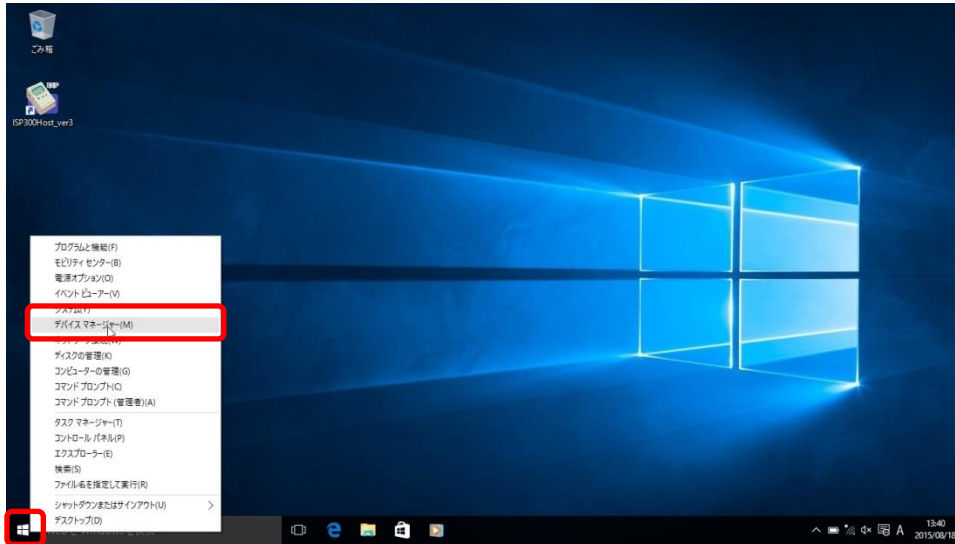 ごみ箱
ISP300Host_ver3
プログラムと機能(F)
モビリティ センター(B)
電源オプション(O)
イベント ビューアー(V)
システム(Y)
デバイス マネージャー(M)
ディスクの管理(K)
コンピューターの管理(G)
コマンド プロンプト(C)
コマンド プロンプト (管理者)(A)
タスク マネージャー(T)
コントロール パネル(P)
エクスプローラー(E)
検索(S)
ファイル名を指定して実行(R)
シャットダウンまたはサインアウト(U)
デスクトップ(D)
A
13:40
2015/08/18